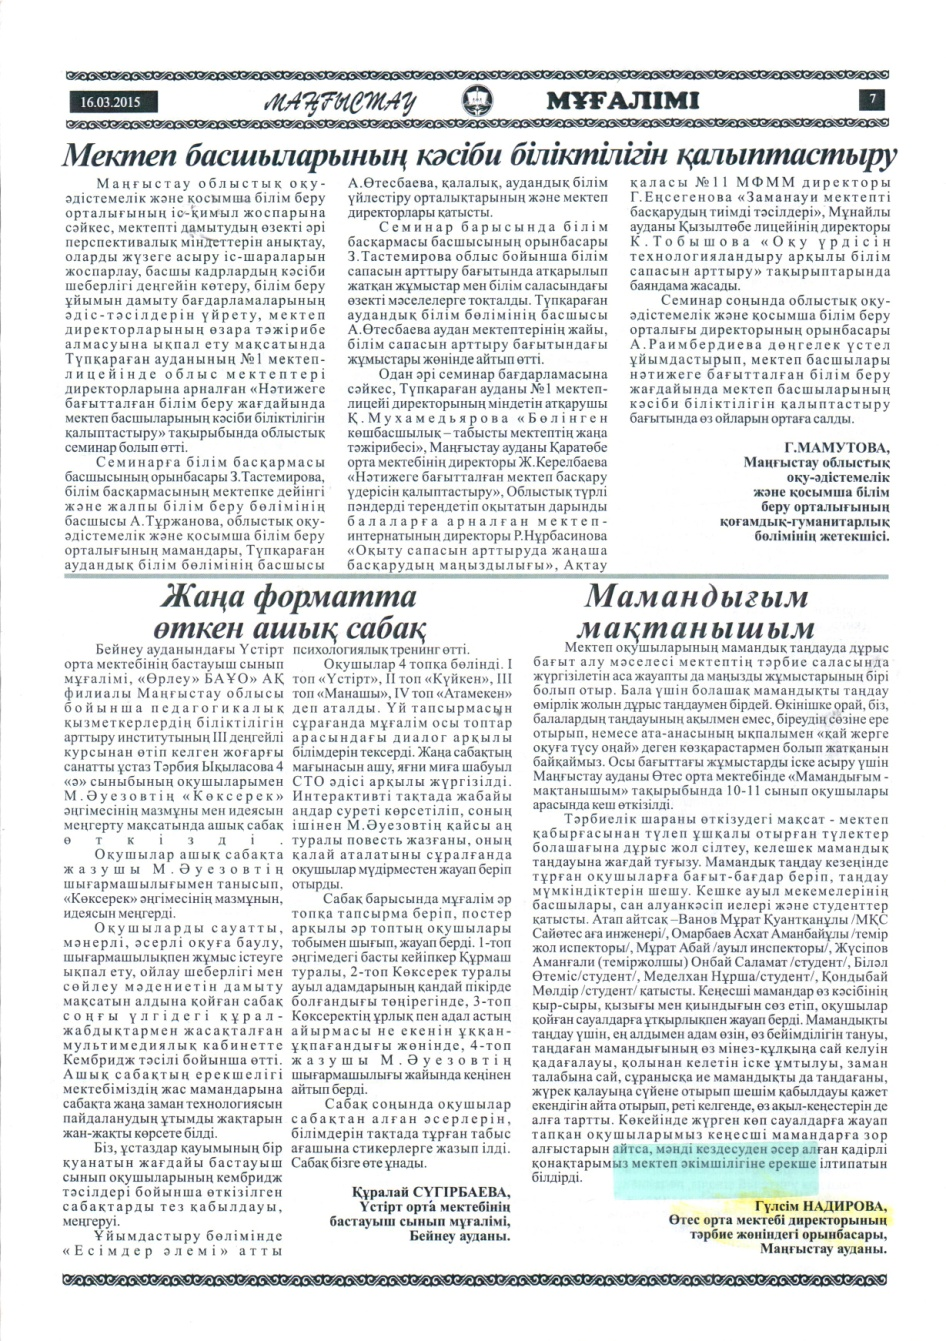 16.03.2015
МАҢҒЫСТАУ
МҰҒАЛІМІ
7
Мектеп басшыларының кәсіби біліктілігін қалыптастыру
Маңғыстау облыстық оқу-
әдістемелік және қосымша білім беру
орталығының іс-қимыл жоспарына
сәйкес, мектепті дамытудың өзекті әрі
перспективалық міндеттерін анықтау,
оларды жүзеге асыру іс-шараларын
жоспарлау, басшы кадрлардың кәсіби
шеберлігі деңгейін көтеру, білім беру
ұйымын дамыту бағдарламаларының
әдіс-тәсілдерін үйрету, мектеп
директорларының өзара тәжірибе
алмасуына ықпал ету мақсатында
Түпқараған ауданының №1 мектеп-
лицейінде облыс мектептері
директорларына арналған «Нәтижеге
бағытталған білім беру жағдайында
мектеп басшыларының кәсіби біліктілігін
қалыптастыру» тақырыбында облыстық
семинар болып өтті.
Семинарға білім басқармасы
басшысының орынбасары З.Тастемирова,
білім басқармасының мектепке дейінгі
және жалпы білім беру бөлімінің
басшысы А.Тұржанова, облыстық оқу-
әдістемелік және қосымша білім беру
орталығының мамандары, Түпқараған
аудандық білім бөлімінің басшысы
А.Өтесбаева, қалалық, аудандық білім
үйлестіру орталықтарының және мектеп
директорлары қатысты.
Семинар барысында білім
басқармасы басшысының орынбасары
З.Тастемирова облыс бойынша білім
сапасын арттыру бағытында атқарылып
жатқан жұмыстар мен білім саласындағы
өзекті мәселелерге тоқталды. Түпқараған
аудандық білім бөлімінің басшысы
А.Өтесбаева аудан мектептерінің жайы,
білім сапасын арттыру бағытындағы
жұмыстары жөнінде айтып өтті.
Одан әрі семинар бағдарламасына
сәйкес, Түпқараған ауданы №1 мектеп-
лицейі директорының міндетін атқарушы
Қ.Мухамедьярова «Бөлінген
көшбасшылық – табысты мектептің жаңа
тәжірибесі», Маңғыстау ауданы Қаратөбе
орта мектебінің директоры Ж.Керелбаева
«Нәтижеге бағытталған мектеп басқару
үдерісін қалыптастыру», Облыстық түрлі
пәндерді тереңдетіп оқытатын дарынды
балаларға арналған мектеп-
интернатының директоры Р.Нұрбасинова
«Оқыту сапасын арттыруда жаңаша
басқарудың маңыздылығы», Ақтау
қаласы №11 МФММ директоры
Г.Еңсегенова «Заманауи мектепті
басқарудың тиімді тәсілдері», Мұнайлы
ауданы Қызылтөбе лицейінің директоры
К.Тобышова «Оқу үрдісін
технологияландыру арқылы білім
сапасын арттыру» тақырыптарында
баяндама жасады.
Семинар соңында облыстық оқу-
әдістемелік және қосымша білім беру
орталығы директорының орынбасары
А.Раимбердиева дөңгелек үстел
ұйымдастырып, мектеп басшылары
нәтижеге бағытталған білім беру
жағдайында мектеп басшыларының
кәсіби біліктілігін қалыптастыру
бағытында өз ойларын ортаға салды.
Г.МАМУТОВА,
Маңғыстау облыстық
оқу-әдістемелік
және қосымша білім
беру орталығының
қоғамдық-гуманитарлық
бөлімінің жетекшісі.
Жаңа форматта
өткен ашық сабақ
Бейнеу ауданындағы Үстірт
орта мектебінің бастауыш сынып
мұғалімі, «Өрлеу» БАҰО» АҚ
филиалы Маңғыстау облысы
бойынша педагогикалық
қызметкерлердің біліктілігін
арттыру институтының ІІІ деңгейлі
курсынан өтіп келген жоғарғы
санатты ұстаз Тәрбия Ықыласова 4
«ә» сыныбының оқушыларымен
М.Әуезовтің «Көксерек»
әңгімесінің мазмұны мен идеясын
меңгерту мақсатында ашық сабақ
өткізді.
Оқушылар ашық сабақта
жазушы М.Әуезовтің
шығармашылығымен танысып,
«Көксерек» әңгімесінің мазмұнын,
идеясын меңгерді.
Оқушыларды сауатты,
мәнерлі, әсерлі оқуға баулу,
шығармашылықпен жұмыс істеуге
ықпал ету, ойлау шеберлігі мен
сөйлеу мәдениетін дамыту
мақсатын алдына қойған сабақ
соңғы үлгідегі құрал-
жабдықтармен жасақталған
мультимедиялық кабинетте
Кембридж тәсілі бойынша өтті.
Ашық сабақтың ерекшелігі
мектебіміздің жас мамандарына
сабақта жаңа заман технологиясын
пайдаланудың ұтымды жақтарын
жан-жақты көрсете білді.
Біз, ұстаздар қауымының бір
қуанатын жағдайы бастауыш
сынып оқушыларының кембридж
тәсілдері бойынша өткізілген
сабақтарды тез қабылдауы,
меңгеруі.
Ұйымдастыру бөлімінде
«Есімдер әлемі» атты
психологиялық тренинг өтті.
Оқушылар 4 топқа бөлінді. І
топ «Үстірт», ІІ топ «Күйкен», ІІІ
топ «Манашы», ІV топ «Атамекен»
деп аталды. Үй тапсырмасын
сұрағанда мұғалім осы топтар
арасындағы диалог арқылы
білімдерін тексерді. Жаңа сабақтың
мағынасын ашу, яғни миға шабуыл
СТО әдісі арқылы жүргізілді.
Интерактивті тақтада жабайы
аңдар суреті көрсетіліп, соның
ішінен М.Әуезовтің қайсы аң
туралы повесть жазғаны, оның
қалай аталатыны сұралғанда
оқушылар мүдірместен жауап беріп
отырды.
Сабақ барысында мұғалім әр
топқа тапсырма беріп, постер
арқылы әр топтың оқушылары
тобымен шығып, жауап берді. 1-топ
әңгімедегі басты кейіпкер Құрмаш
туралы, 2-топ Көксерек туралы
ауыл адамдарының қандай пікірде
болғандығы төңірегінде, 3-топ
Көксеректің ұрлық пен адал астың
айырмасы не екенін ұққан-
ұқпағандығы жөнінде, 4-топ
жазушы М.Әуезовтің
шығармашылығы жайында кеңінен
айтып берді.
Сабақ соңында оқушылар
сабақтан алған әсерлерін,
білімдерін тақтада тұрған табыс
ағашына стикерлерге жазып ілді.
Сабақ бізге өте ұнады.
Құралай СҮГІРБАЕВА,
Үстірт орта мектебінің
бастауыш сынып мұғалімі,
Бейнеу ауданы.
Мамандығым
мақтанышым
Мектеп оқушыларының мамандық таңдауда дұрыс
бағыт алу мәселесі мектептің тәрбие саласында
жүргізілетін аса жауапты да маңызды жұмыстарының бірі
болып отыр. Бала үшін болашақ мамандықты таңдау
өмірлік жолын дұрыс таңдаумен бірдей. Өкінішке орай, біз,
балалардың таңдауының ақылмен емес, біреудің сөзіне ере
отырып, немесе ата-анасының ықпалымен «қай жерге
оқуға түсу оңай» деген көзқарастармен болып жатқанын
байқаймыз. Осы бағыттағы жұмыстарды іске асыру үшін
Маңғыстау ауданы Өтес орта мектебінде «Мамандығым -
мақтанышым» тақырыбында 10-11 сынып оқушылары
арасында кеш өткізілді.
Тәрбиелік шараны өткізудегі мақсат - мектеп
қабырғасынан түлеп ұшқалы отырған түлектер
болашағына дұрыс жол сілтеу, келешек мамандық
таңдауына жағдай туғызу. Мамандық таңдау кезеңінде
тұрған оқушыларға бағыт-бағдар беріп, таңдау
мүмкіндіктерін шешу. Кешке ауыл мекемелерінің
басшылары, сан алуан кәсіп иелері және студенттер
қатысты. Атап айтсақ –Ванов Мұрат Қуантқанұлы /МҚС
Сайөтес аға инженері/, Омарбаев Асхат Аманбайұлы /темір
жол испекторы/, Мұрат Абай /ауыл инспекторы/, Жүсіпов
Аманғали (теміржолшы) Онбай Саламат /студент/, Біләл
Өтеміс/студент/, Меделхан Нұрша/студент/, Қондыбай
Мөлдір /студент/ қатысты. Кеңесші мамандар өз кәсібінің
қыр-сыры, қызығы мен қиындығын сөз етіп, оқушылар
қойған сауалдарға ұтқырлықпен жауап берді. Мамандықты
таңдау үшін, ең алдымен адам өзін, өз бейімділігін тануы,
таңдаған мамандығының өз мінез-құлқына сай келуін
қадағалауы, қолынан келетін іске ұмтылуы, заман
талабына сай, сұранысқа ие мамандықты да таңдағаны,
жүрек қалауына сүйене отырып шешім қабылдауы қажет
екендігін айта отырып, реті келгенде, өз ақыл-кеңестерін де
алға тартты. Көкейінде жүрген көп сауалдарға жауап
тапқан оқушыларымыз кеңесші мамандарға зор
алғыстарын айтса, мәнді кездесуден әсер алған қадірлі
қонақтарымыз мектеп әкімшілігіне ерекше ілтипатын
білдірді.
Гүлсім НАДИРОВА,
Өтес орта мектебі директорының
тәрбие жөніндегі орынбасары,
Маңғыстау ауданы.